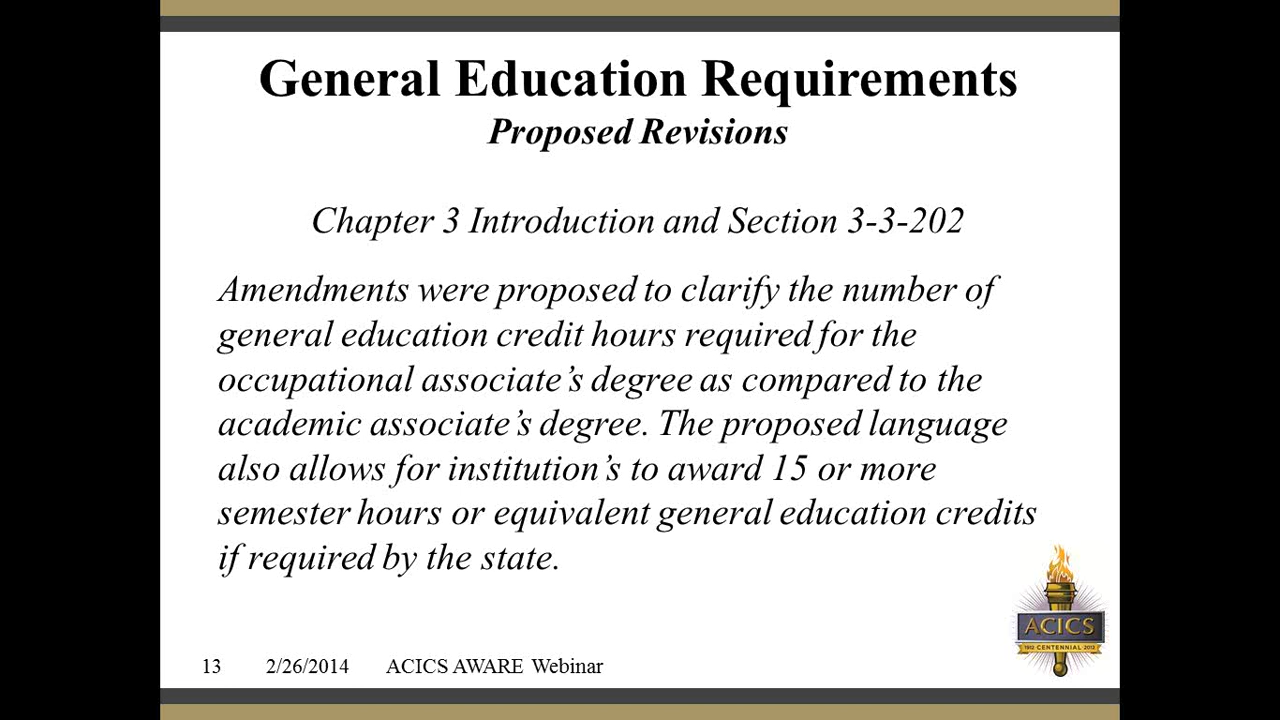 General Education Requirements
Proposed Revisions
Chapter 3 Introduction and Section 3-3-202
Amendments were proposed to clarify the number of
general education credit hours required for the
occupational associate’s degree as compared to the
academic associate’s degree. The proposed language
also allows for institution’s to award 15 or more
semester hours or equivalent general education credits
if required by the state.
ACICS
1912 CENTENNIAL 2012
13 2/26/2014 ACICS AWARE Webinar